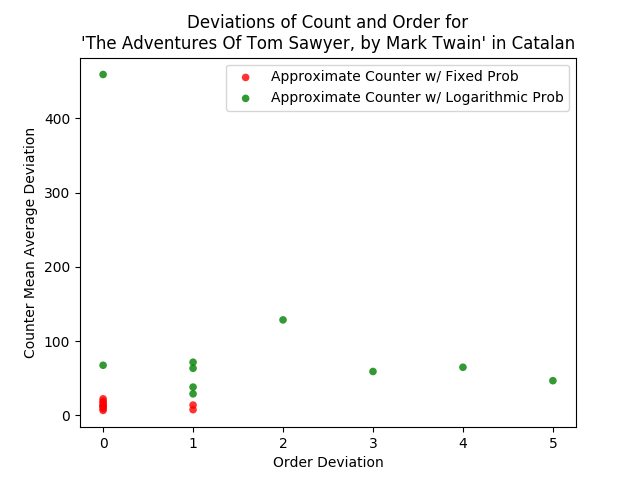 Deviations of Count and Order for
'The Adventures Of Tom Sawyer, by Mark Twain' in Catalan
Approximate Counter w/ Fixed Prob
Approximate Counter w/ Logarithmic Prob
Counter Mean Average Deviation
400
300
200
100
0
0 1 2 3 4 5
Order Deviation